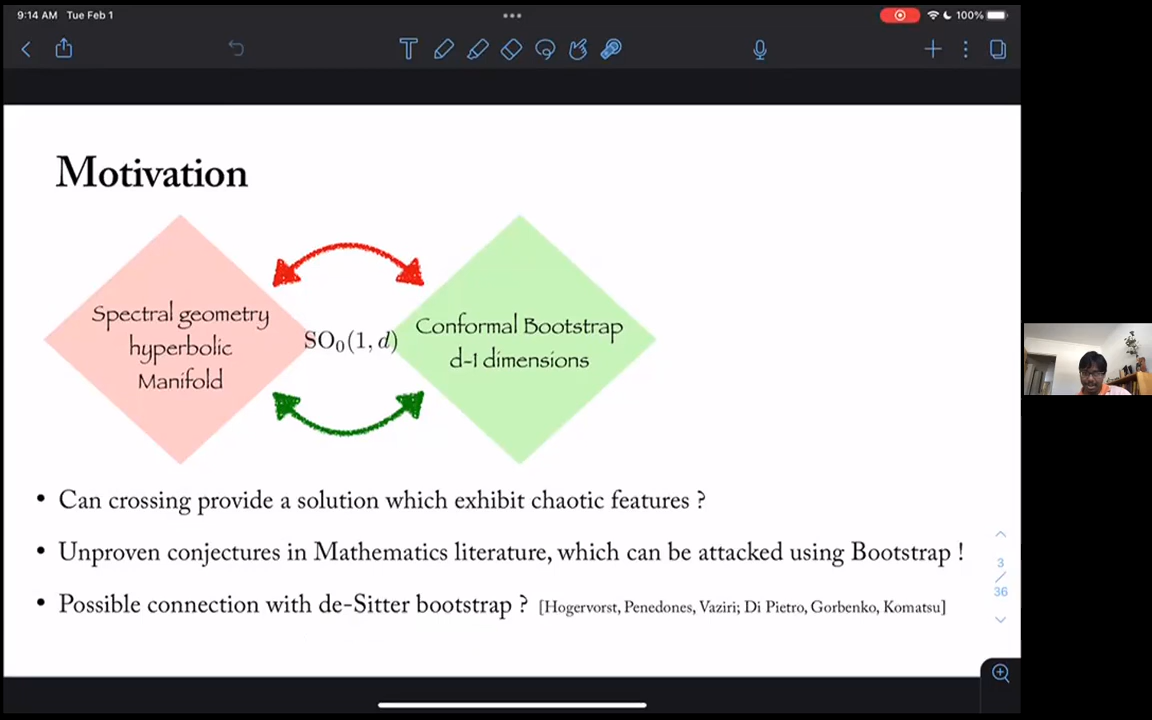 9:14 AM Tue Feb 1
100%
Motivation
Spectral geometry
hyperbolic
Manifold
SO₀(1, d)
Conformal Bootstrap
d-1 dimensions
• Can crossing provide a solution which exhibit chaotic features ?
• Unproven conjectures in Mathematics literature, which can be attacked using Bootstrap !
• Possible connection with de-Sitter bootstrap ? [Hogervorst, Penedones, Vaziri; Di Pietro, Gorbenko, Komatsu]
3
/
36